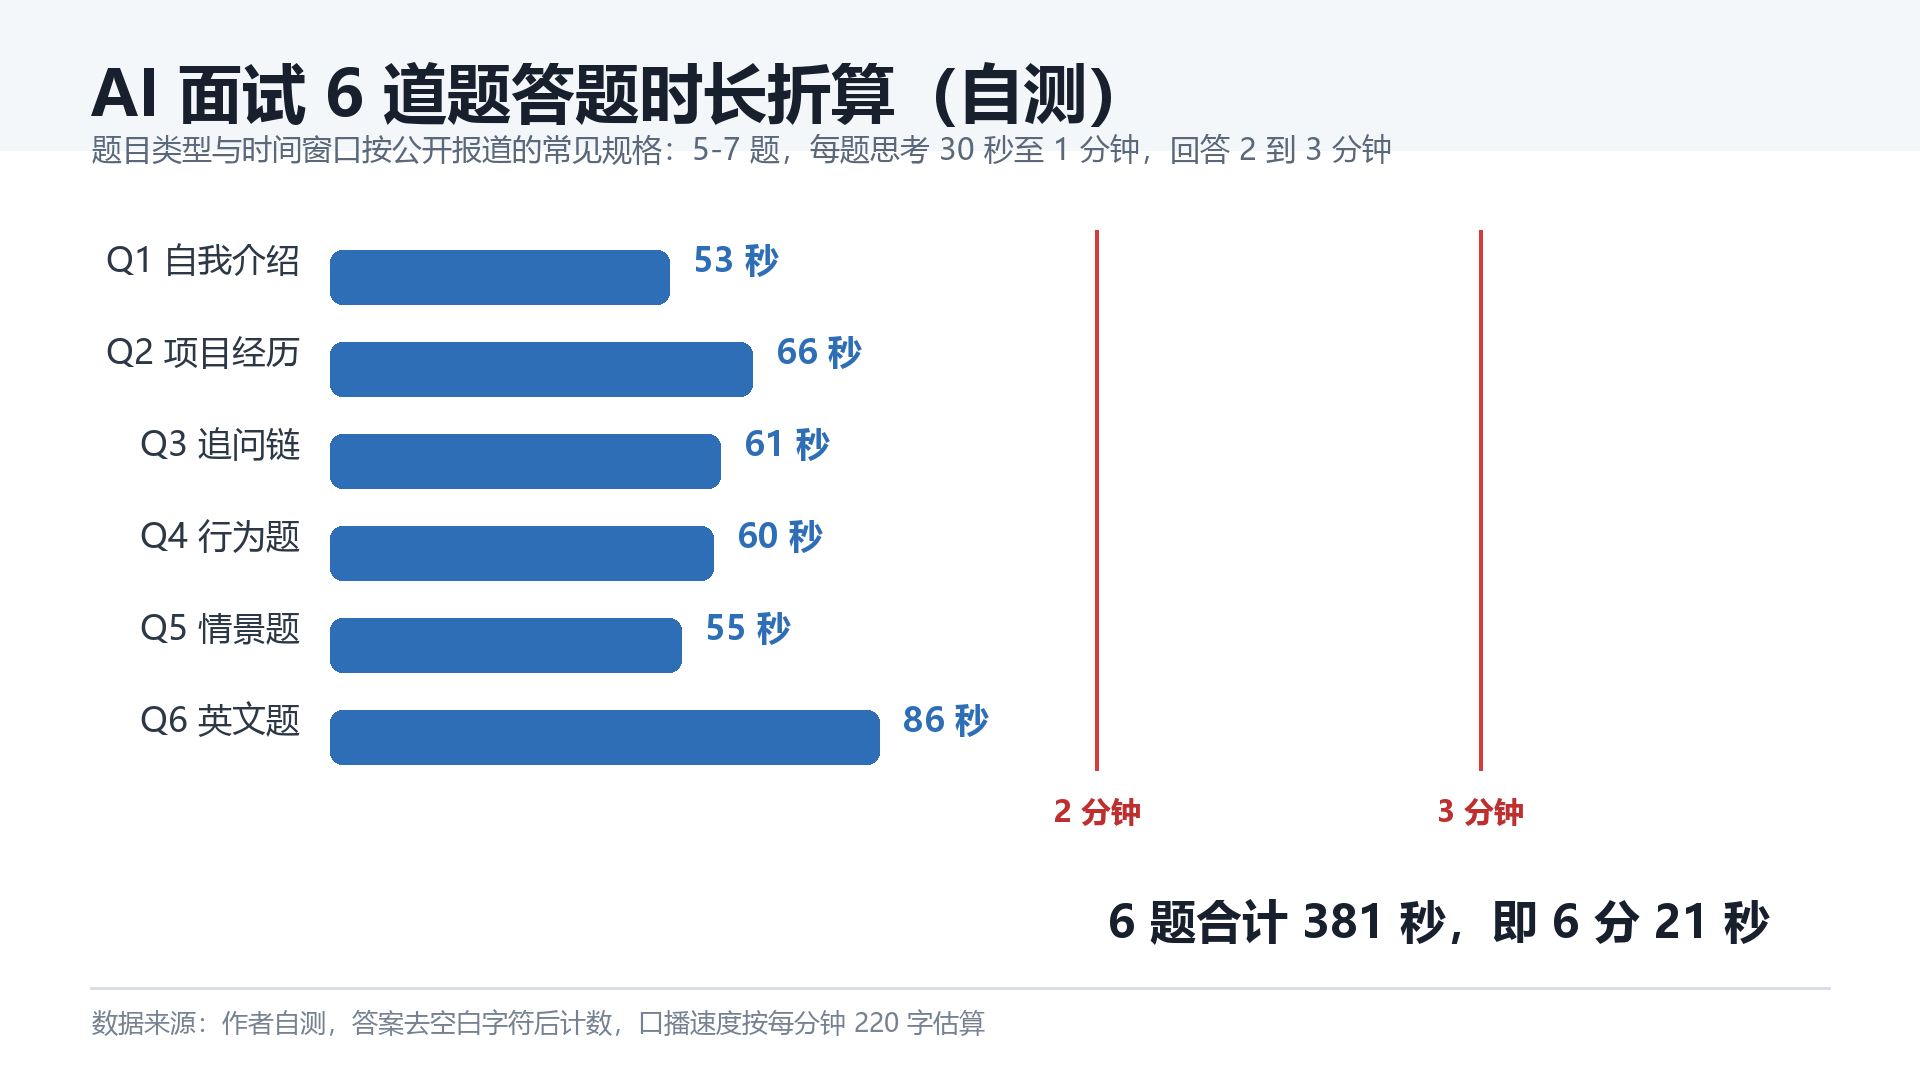 AI 面试 6 道题答题时长折算（自测）
题目类型与时间窗口按公开报道的常见规格：5-7 题，每题思考 30 秒至 1 分钟，回答 2 到 3 分钟
Q1 自我介绍 53 秒
Q2 项目经历 66 秒
Q3 追问链 61 秒
Q4 行为题 60 秒
Q5 情景题 55 秒
Q6 英文题 86 秒
2 分钟 3 分钟
6 题合计 381 秒，即 6 分 21 秒
数据来源：作者自测，答案去空白字符后计数，口播速度按每分钟 220 字估算